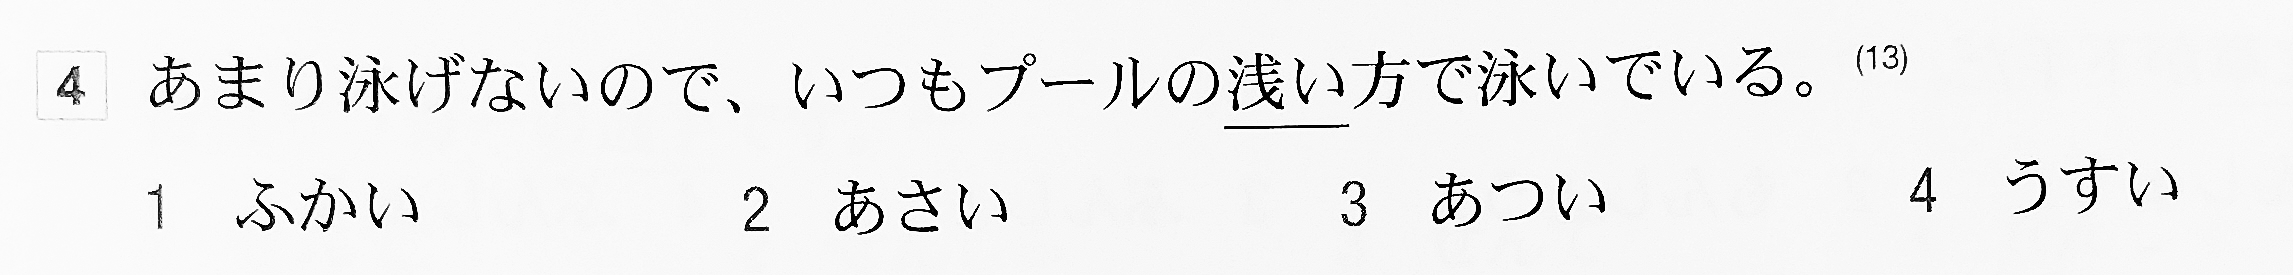 4 あまり泳げないので、いつもプールの浅い方で泳いでいる。(13)
1 ふかい 2 あさい 3 あつい 4 うすい